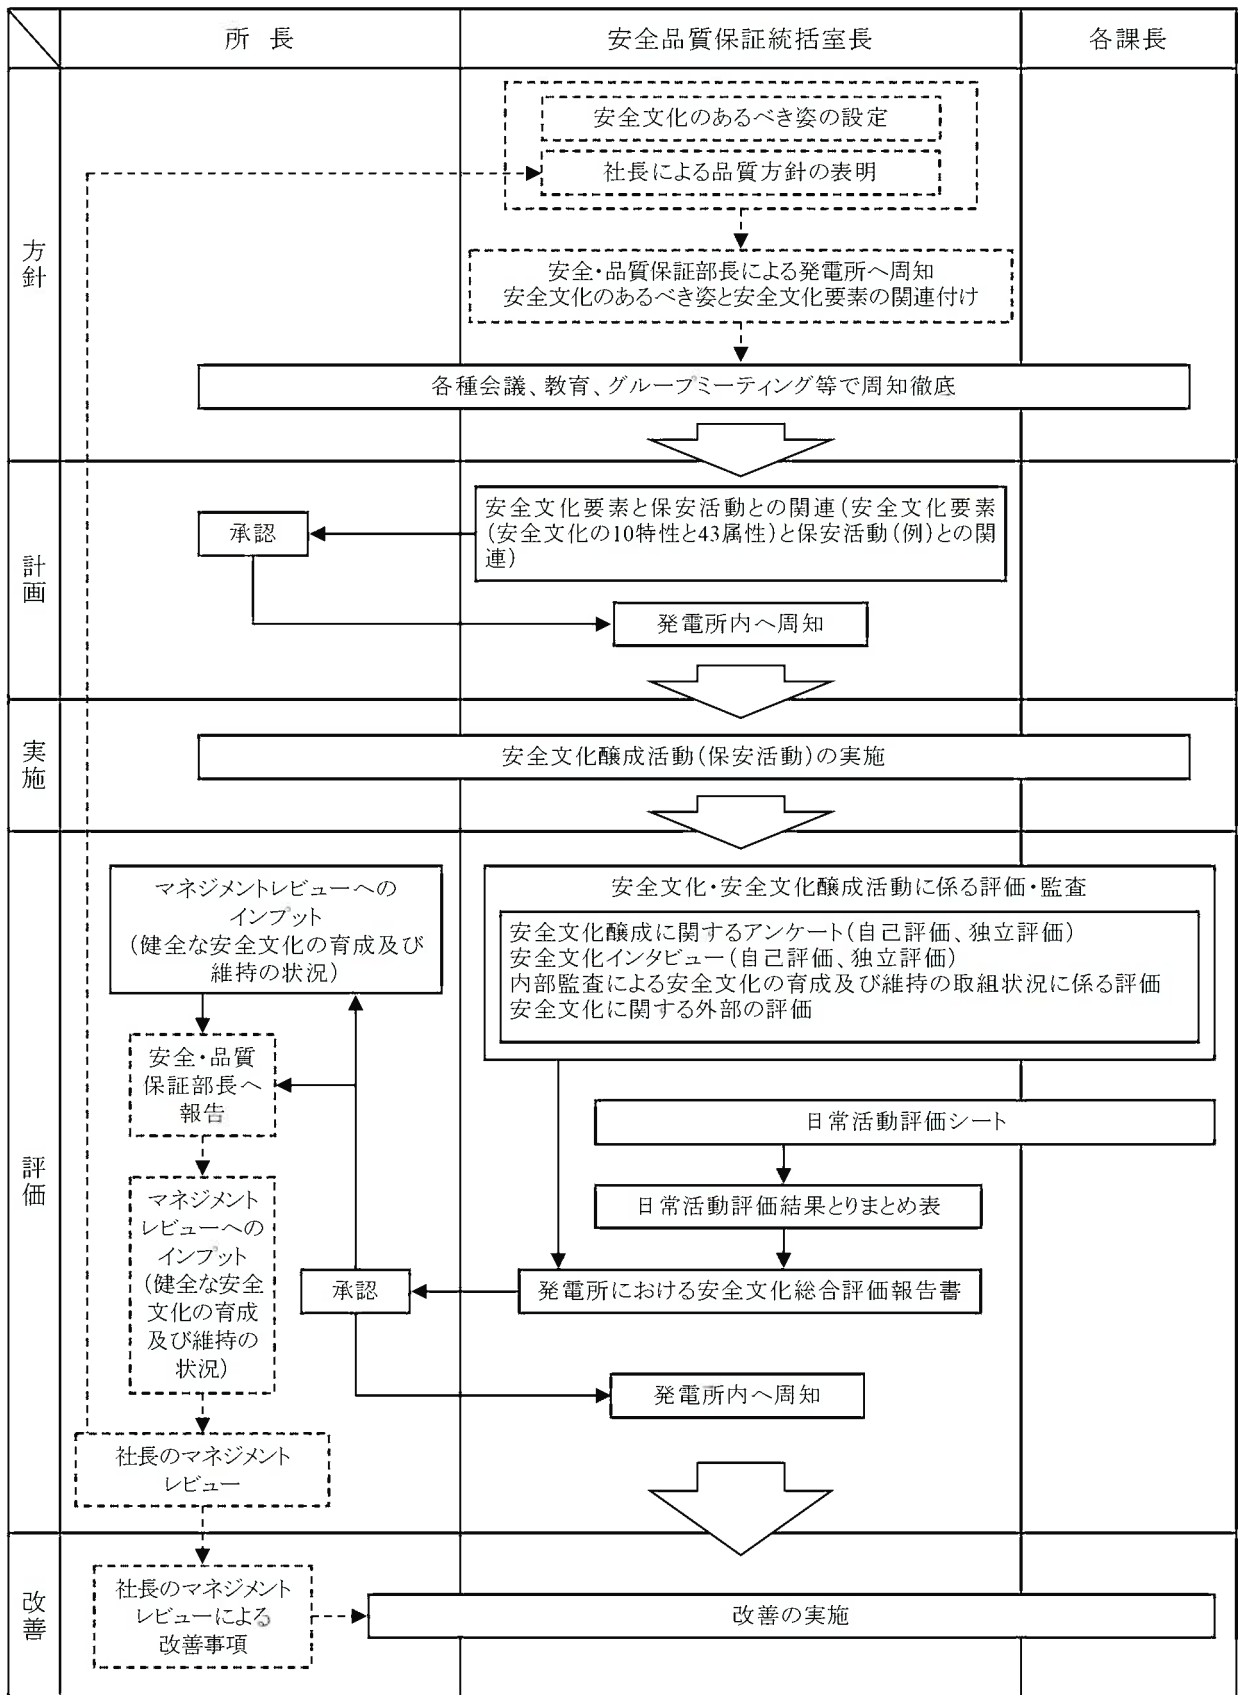 所 長
安全品質保証統括室長
各課長
方針
安全文化のあるべき姿の設定
社長による品質方針の表明
安全・品質保証部長による発電所へ周知
安全文化のあるべき姿と安全文化要素の関連付け
各種会議、教育、グループミーティング等で周知徹底
計画
安全文化要素と保安活動との関連(安全文化要素
(安全文化の10特性と43属性)と保安活動(例)との関
連)
承認
発電所内へ周知
実施
安全文化醸成活動(保安活動)の実施
評価
マネジメントレビューへの
インプット
(健全な安全文化の育成及び
維持の状況)
安全文化・安全文化醸成活動に係る評価・監査
安全文化醸成に関するアンケート(自己評価、独立評価)
安全文化インタビュー(自己評価、独立評価)
内部監査による安全文化の育成及び維持の取組状況に係る評価
安全文化に関する外部の評価
安全・品質
保証部長へ
報告
日常活動評価シート
日常活動評価結果とりまとめ表
マネジメント
レビューへの
インプット
(健全な安全
文化の育成
及び維持の
状況)
承認
発電所における安全文化総合評価報告書
発電所内へ周知
社長のマネジメント
レビュー
改善
社長のマネジメント
レビューによる
改善事項
改善の実施